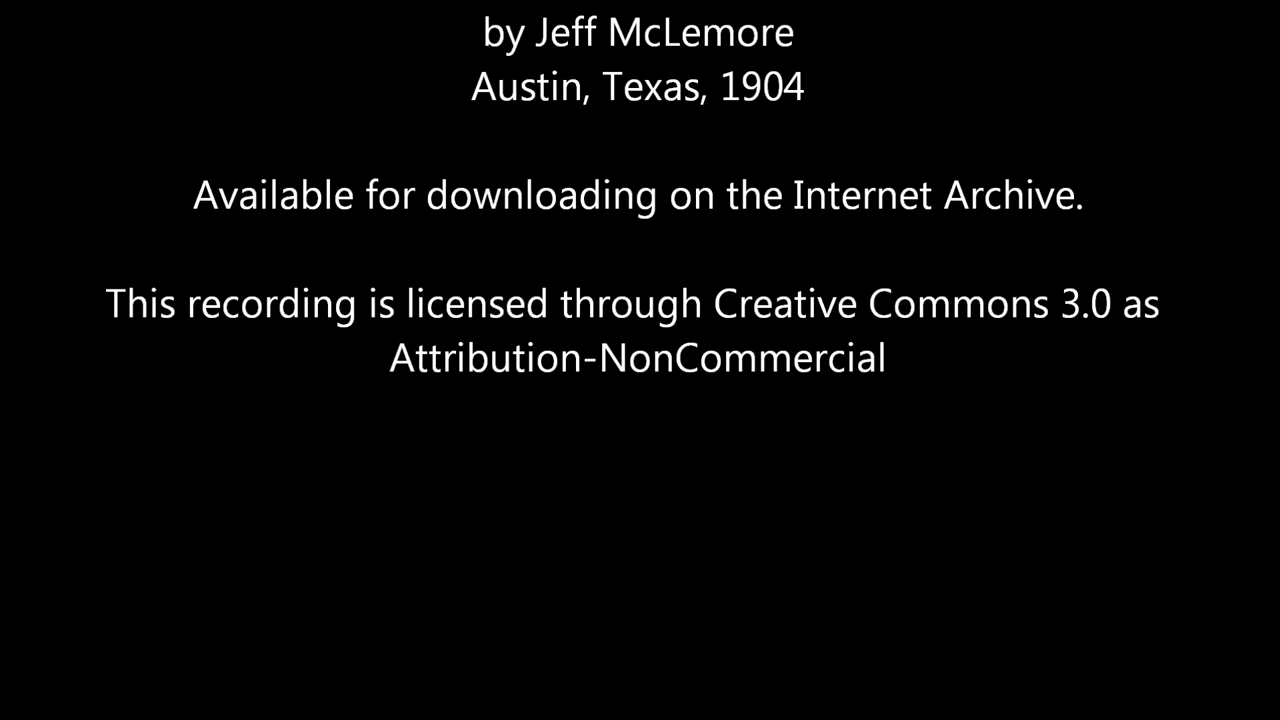 by Jeff McLemore
Austin, Texas, 1904
Available for downloading on the Internet Archive.
This recording is licensed through Creative Commons 3.0 as
Attribution-NonCommercial